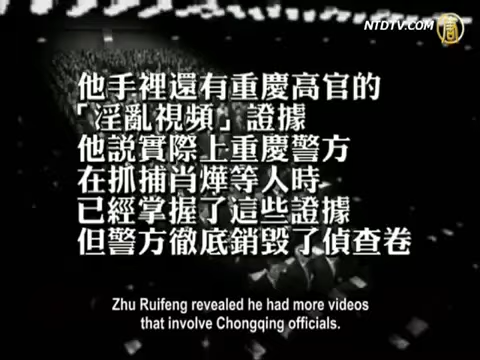 NTDTV.COM
他手裡還有重慶高官的
「淫亂視頻」證據
他説實際上重慶警方
在抓捕肖燁等人時
已經掌握了這些證據
但警方徹底銷毀了偵查卷
Zhu Ruifeng revealed he had more videos
that involve Chongqing officials.